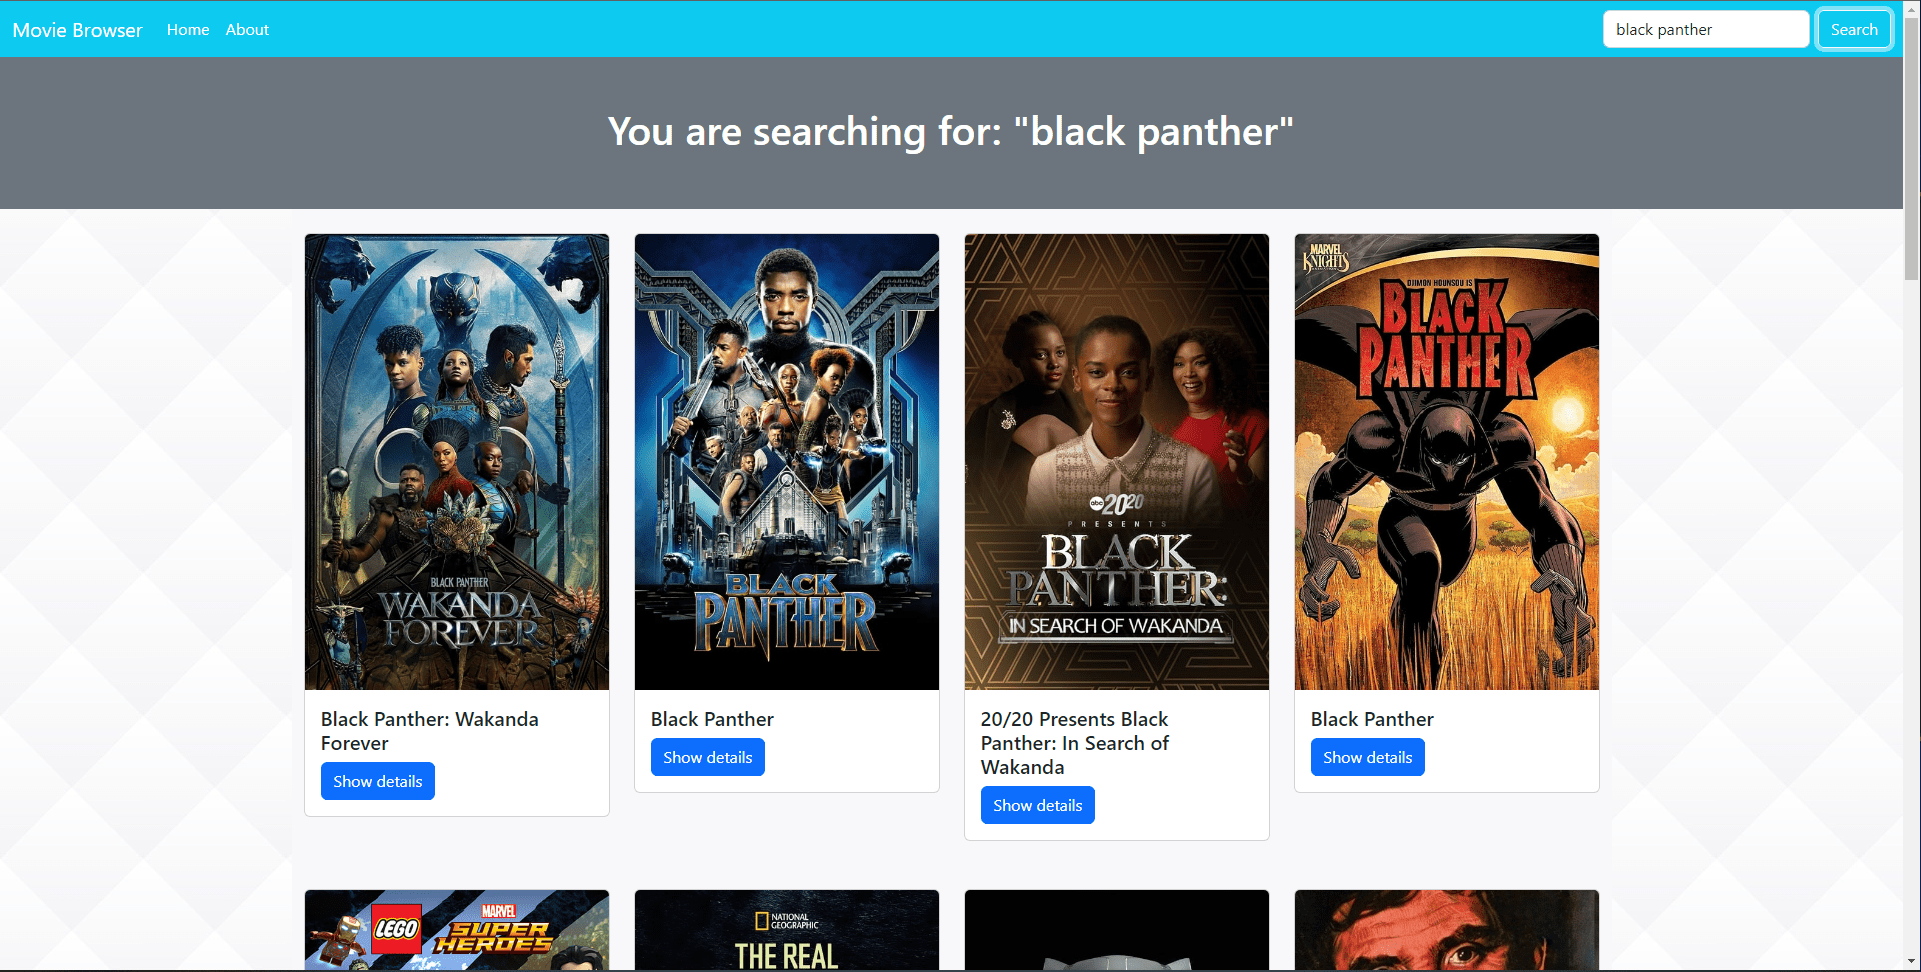 Movie Browser
Home
About
black panther
Search
You are searching for: "black panther"
BLACK PANTHER
WAKANDA
FOREVER
Black Panther: Wakanda
Forever
Show details
BLACK
PANTHER
Black Panther
Show details
abc 20/20
PRESENTS
BLACK
PANTHER:
IN SEARCH OF WAKANDA
20/20 Presents Black
Panther: In Search of
Wakanda
Show details
MARVEL
KNIGHTS
DJIMON HOUNSOU IS
BLACK
PANTHER
Black Panther
Show details
LEGO
MARVEL
SUPER
HEROES
NATIONAL
GEOGRAPHIC
THE REAL